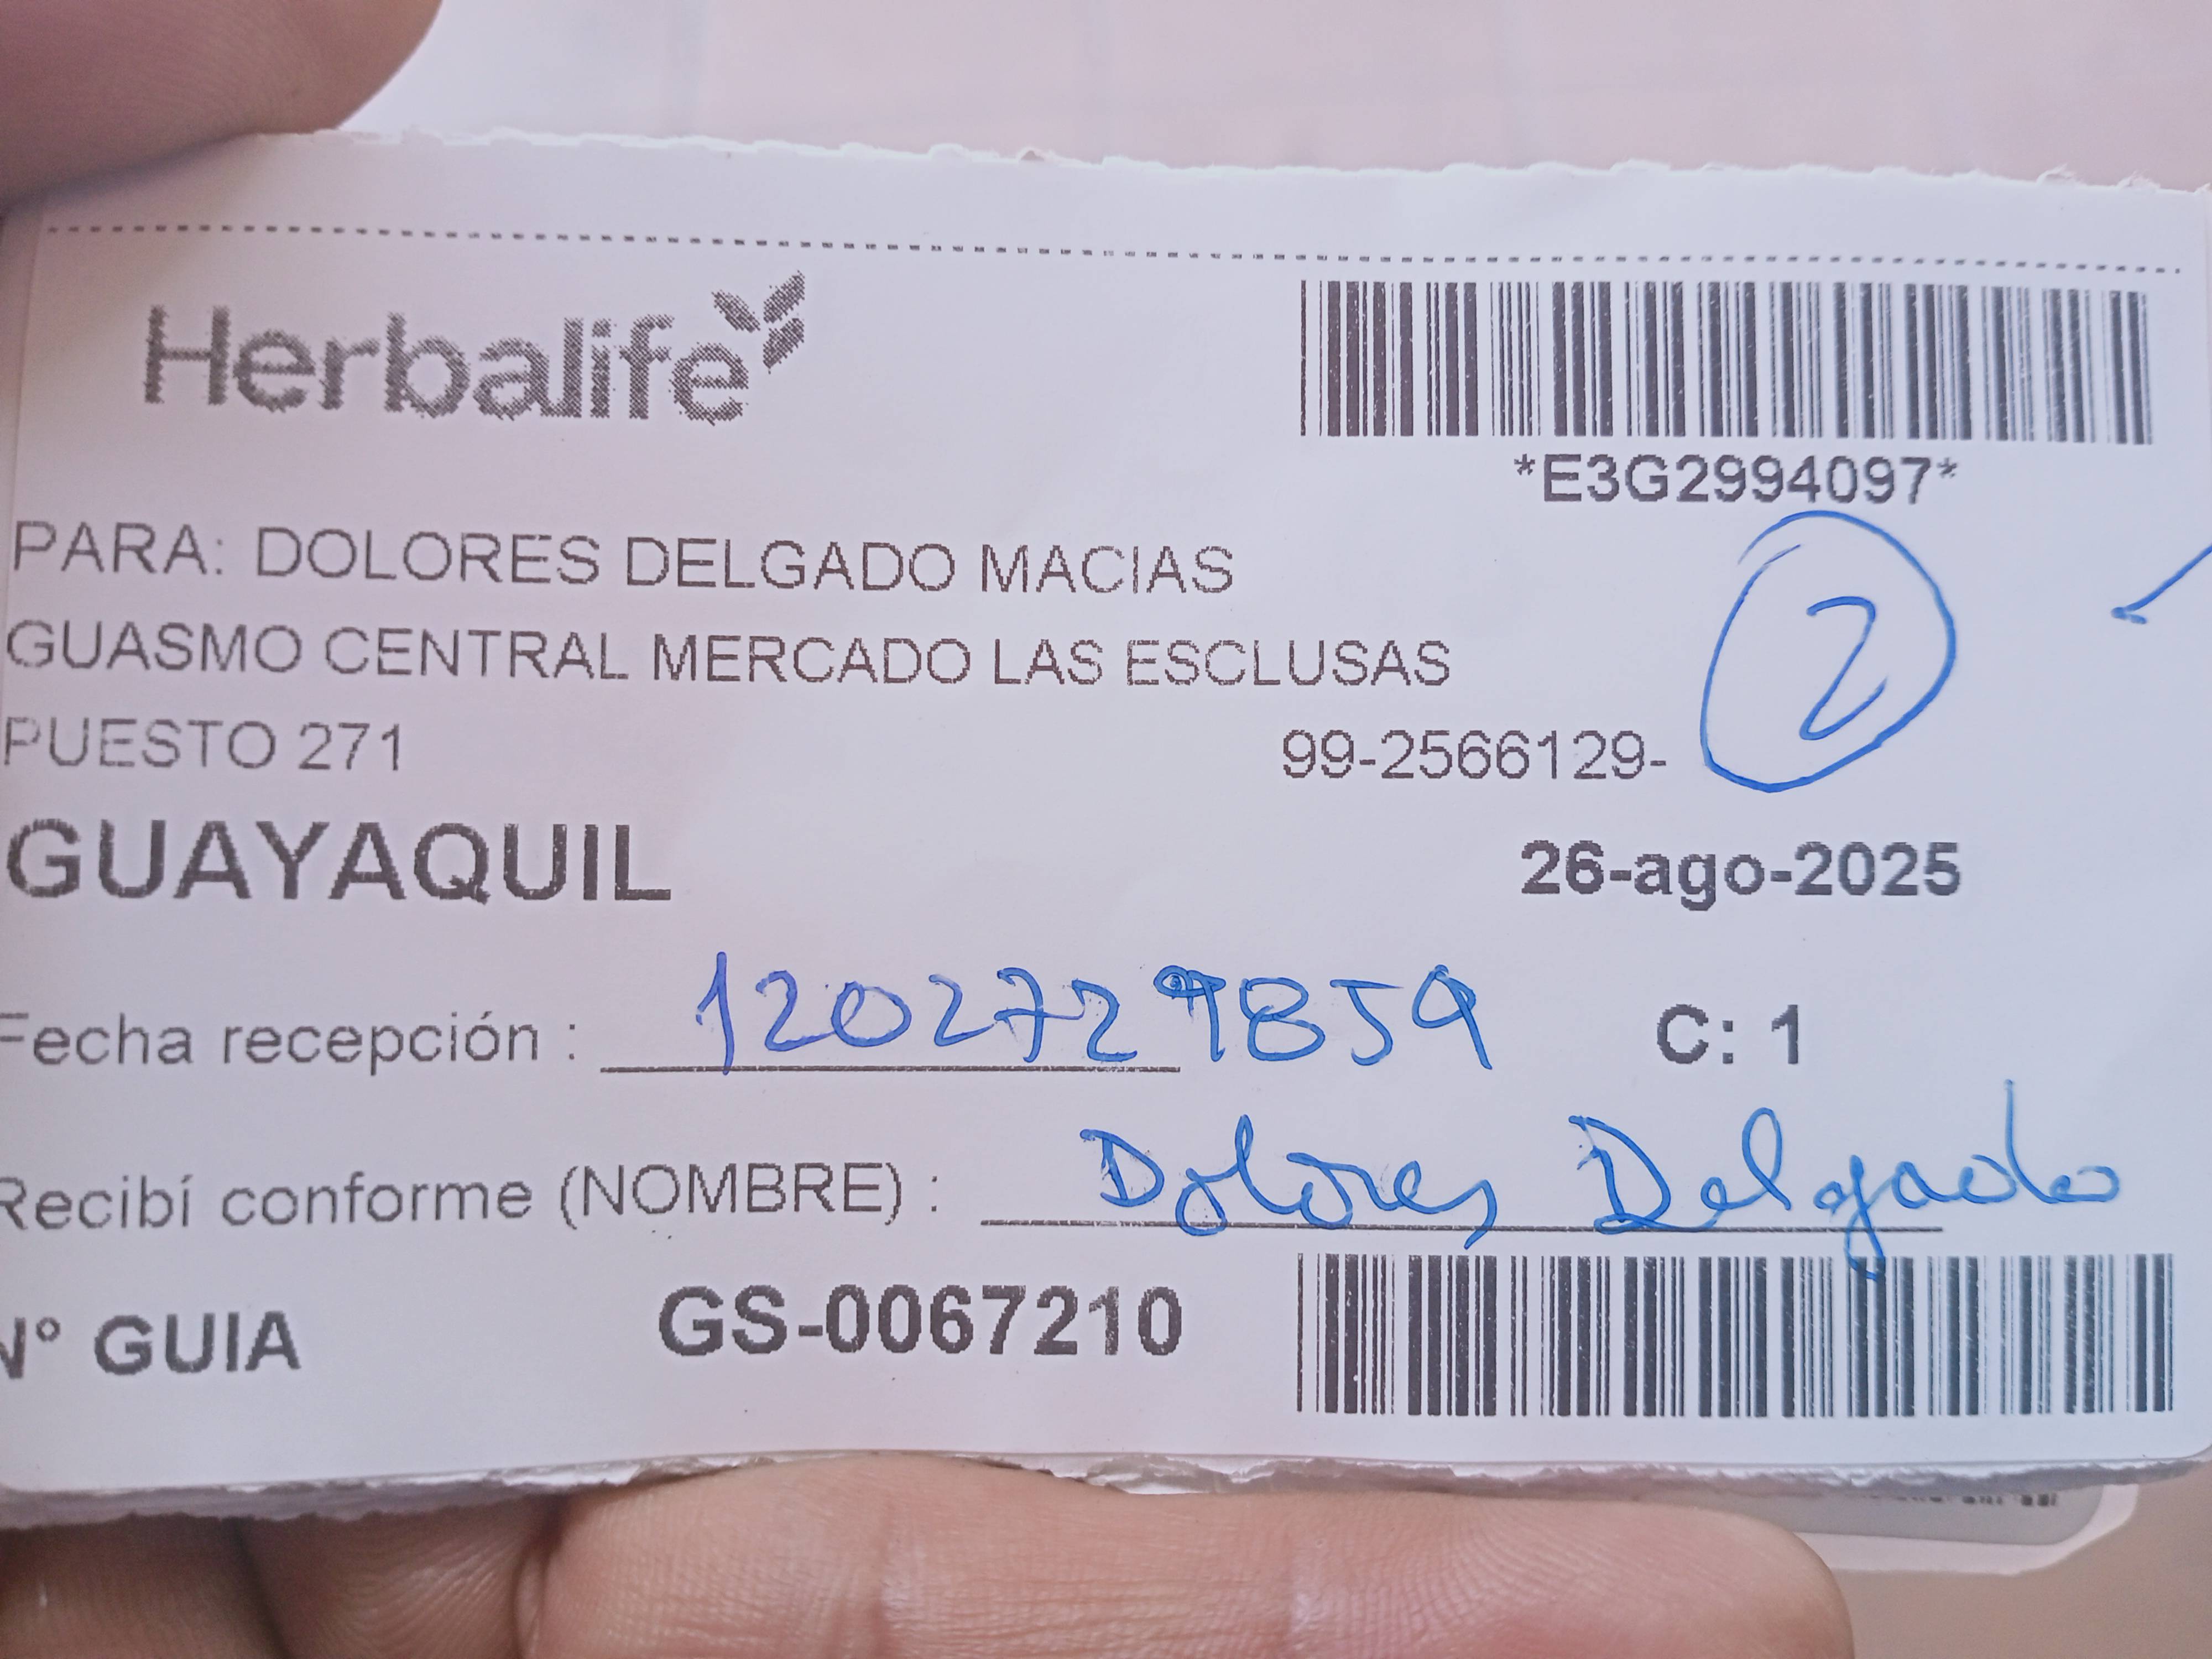 Herbalife
*E3G2994097*
PARA: DOLORES DELGADO MACIAS
GUASMO CENTRAL MERCADO LAS ESCLUSAS
PUESTO 271 99-2566129-
2
GUAYAQUIL 26-ago-2025
Fecha recepción : 1202729859 C: 1
Recibí conforme (NOMBRE) : Dolores Delgado
N° GUIA GS-0067210